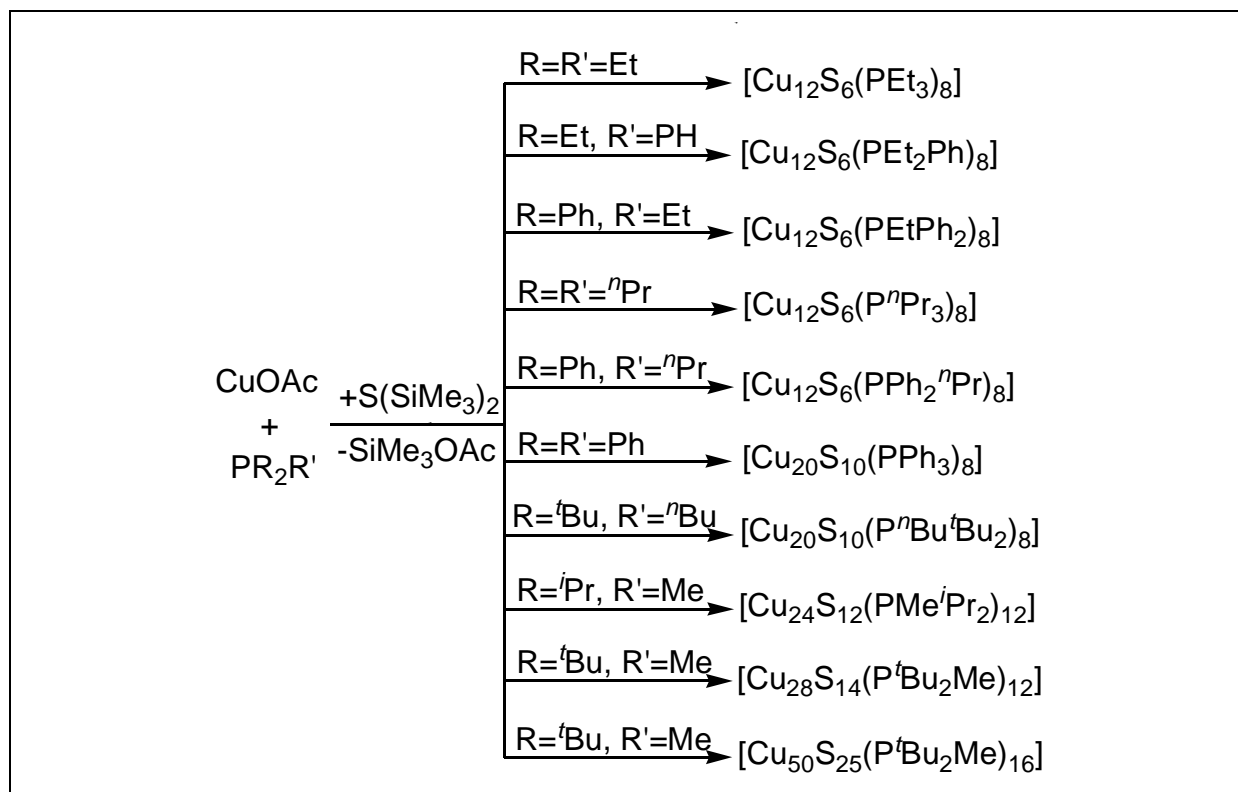 R=R'=Et
[Cu12S6(PEt3)8]
R=Et, R'=PH
[Cu12S6(PEt2Ph)8]
R=Ph, R'=Et
[Cu12S6(PEtPh2)8]
R=R'=nPr
[Cu12S6(PnPr3)8]
R=Ph, R'=nPr
[Cu12S6(PPh2nPr)8]
CuOAc
+
PR2R'
+S(SiMe3)2
-SiMe3OAc
R=R'=Ph
[Cu20S10(PPh3)8]
R=tBu, R'=nBu
[Cu20S10(PnButBu2)8]
R=iPr, R'=Me
[Cu24S12(PMeiPr2)12]
R=tBu, R'=Me
[Cu28S14(PtBu2Me)12]
R=tBu, R'=Me
[Cu50S25(PtBu2Me)16]